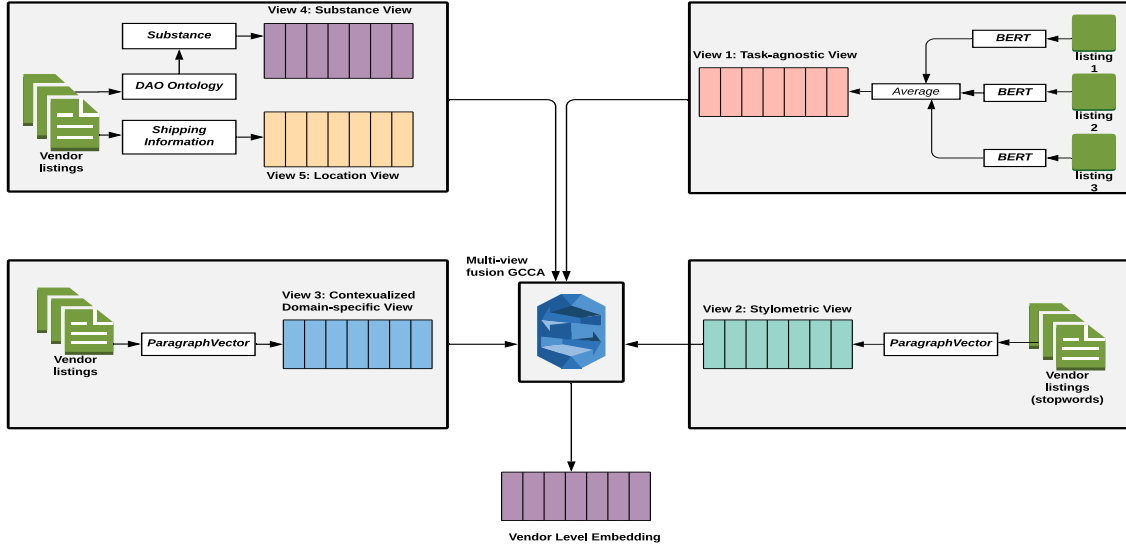 View 4: Substance View
Substance
DAO Ontology
Shipping
Information
Vendor
listings
View 5: Location View
View 1: Task-agnostic View
Average
BERT
BERT
BERT
listing
1
listing
2
listing
3
Multi-view
fusion GCCA
View 3: Contexualized
Domain-specific View
ParagraphVector
Vendor
listings
View 2: Stylometric View
ParagraphVector
Vendor
listings
(stopwords)
Vendor Level Embedding